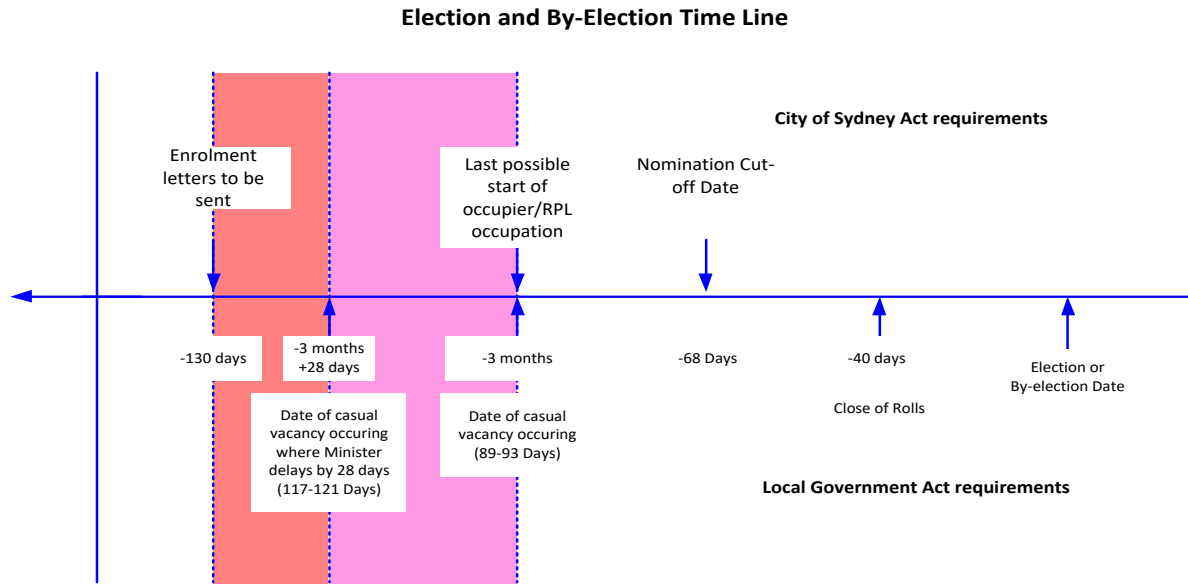 Election and By-Election Time Line
City of Sydney Act requirements
Enrolment
letters to be
sent
Last possible
start of
occupier/RPL
occupation
Nomination Cut-
off Date
-130 days
-3 months
+28 days
-3 months
-68 Days
-40 days
Close of Rolls
Election or
By-election Date
Date of casual
vacancy occuring
where Minister
delays by 28 days
(117-121 Days)
Date of casual
vacancy occuring
(89-93 Days)
Local Government Act requirements